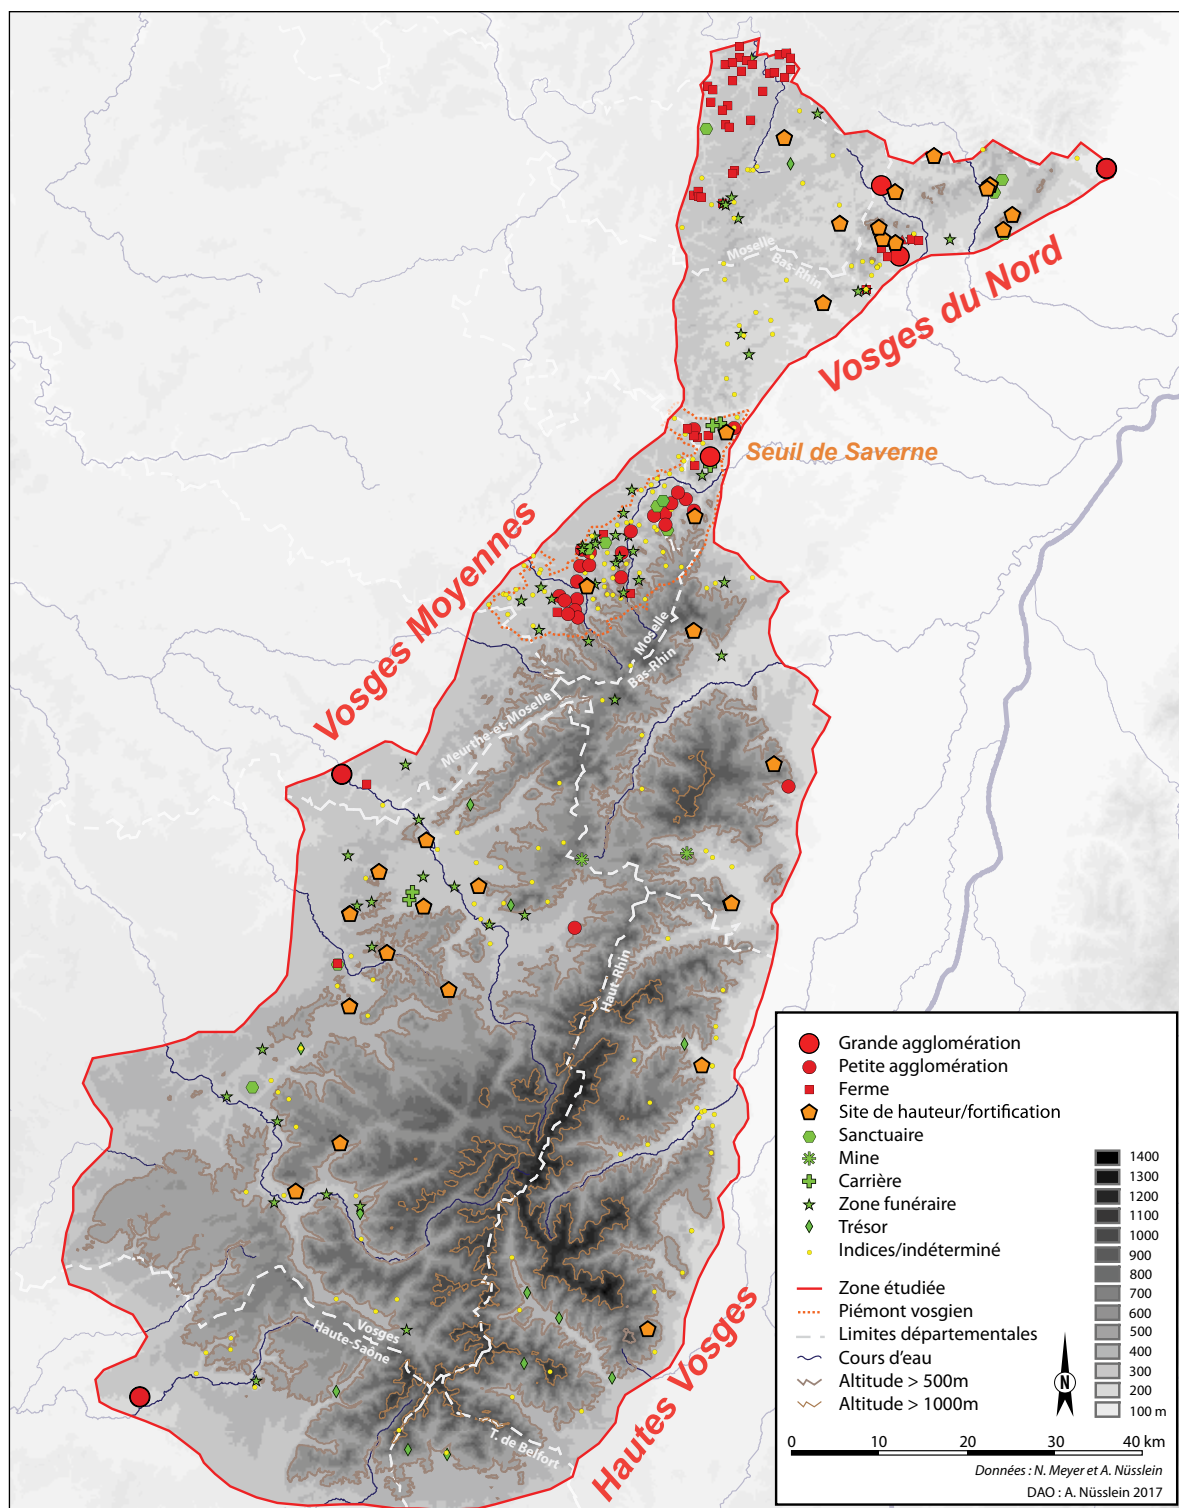 Moselle
Bas-Rhin
Vosges du Nord
Seuil de Saverne
Vosges Moyennes
Moselle
Bas-Rhin
Meurthe-et-Moselle
Haut-Rhin
Vosges
Haute-Saône
T. de Belfort
Hautes Vosges
Grande agglomération
Petite agglomération
Ferme
Site de hauteur/fortification
Sanctuaire
Mine
Carrière
Zone funéraire
Trésor
Indices/indéterminé
Zone étudiée
Piémont vosgien
Limites départementales
Cours d'eau
Altitude > 500m
Altitude > 1000m
1400
1300
1200
1100
1000
900
800
700
600
500
400
300
200
100 m
N
0 10 20 30 40 km
Données : N. Meyer et A. Nüsslein
DAO : A. Nüsslein 2017